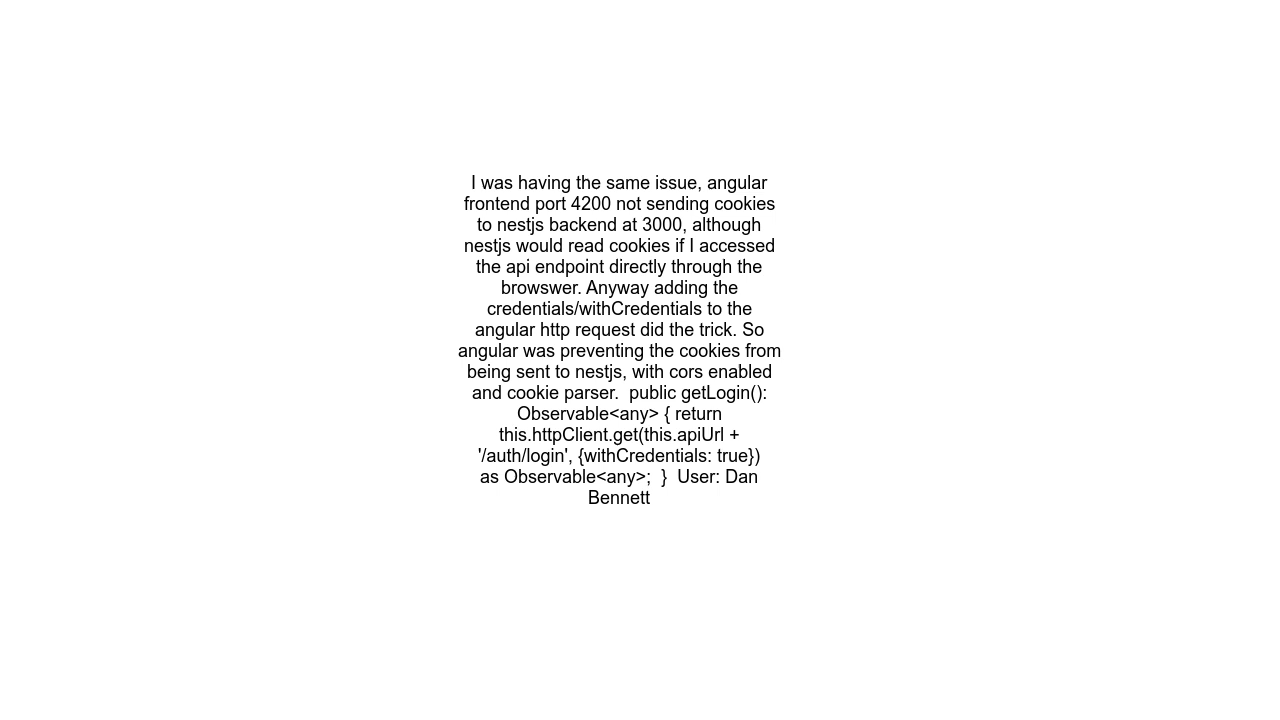 I was having the same issue, angular
frontend port 4200 not sending cookies
to nestjs backend at 3000, although
nestjs would read cookies if I accessed
the api endpoint directly through the
browswer. Anyway adding the
credentials/withCredentials to the
angular http request did the trick. So
angular was preventing the cookies from
being sent to nestjs, with cors enabled
and cookie parser.  public getLogin():
Observable<any> { return
this.httpClient.get(this.apiUrl +
'/auth/login', {withCredentials: true})
as Observable<any>;  }  User: Dan
Bennett